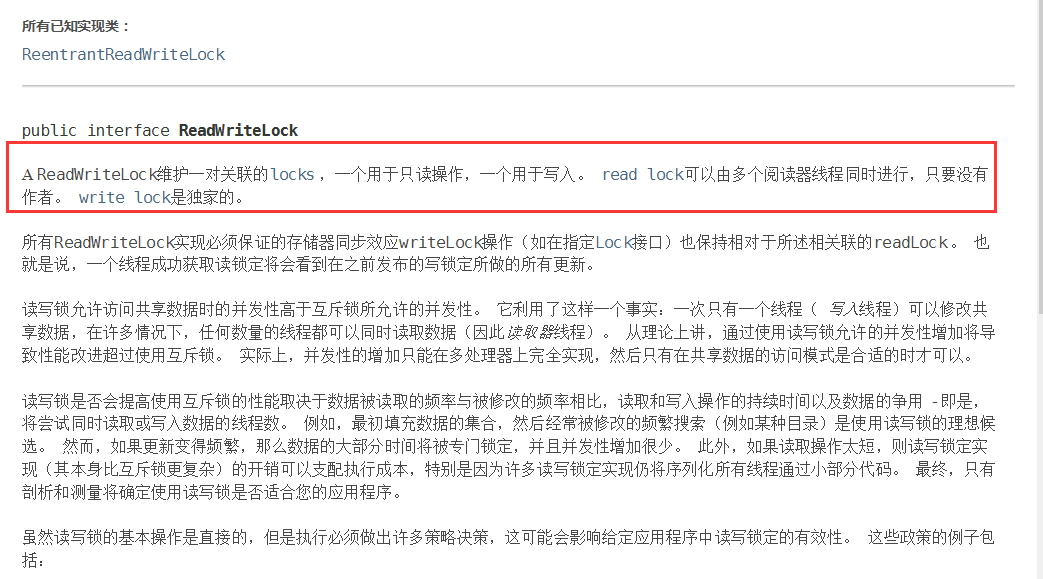 所有已知实现类：
ReentrantReadWriteLock
public interface ReadWriteLock
A ReadWriteLock维护一对关联的locks ，一个用于只读操作，一个用于写入。 read lock可以由多个阅读器线程同时进行，只要没有
作者。 write lock是独家的。
所有ReadWriteLock实现必须保证的存储器同步效应writeLock操作（如在指定Lock接口）也保持相对于所述相关联的readLock 。 也
就是说，一个线程成功获取读锁定将会看到在之前发布的写锁定所做的所有更新。
读写锁允许访问共享数据时的并发性高于互斥锁所允许的并发性。 它利用了这样一个事实：一次只有一个线程（ 写入线程）可以修改共
享数据，在许多情况下，任何数量的线程都可以同时读取数据（因此读取器线程）。 从理论上讲，通过使用读写锁允许的并发性增加将导
致性能改进超过使用互斥锁。 实际上，并发性的增加只能在多处理器上完全实现，然后只有在共享数据的访问模式是合适的时才可以。
读写锁是否会提高使用互斥锁的性能取决于数据被读取的频率与被修改的频率相比，读取和写入操作的持续时间以及数据的争用 - 即是，
将尝试同时读取或写入数据的线程数。 例如，最初填充数据的集合，然后经常被修改的频繁搜索（例如某种目录）是使用读写锁的理想候
选。 然而，如果更新变得频繁，那么数据的大部分时间将被专门锁定，并且并发性增加很少。 此外，如果读取操作太短，则读写锁定实
现（其本身比互斥锁更复杂）的开销可以支配执行成本，特别是因为许多读写锁定实现仍将序列化所有线程通过小部分代码。 最终，只有
剖析和测量将确定使用读写锁是否适合您的应用程序。
虽然读写锁的基本操作是直接的，但是执行必须做出许多策略决策，这可能会影响给定应用程序中读写锁定的有效性。 这些政策的例子包
括：